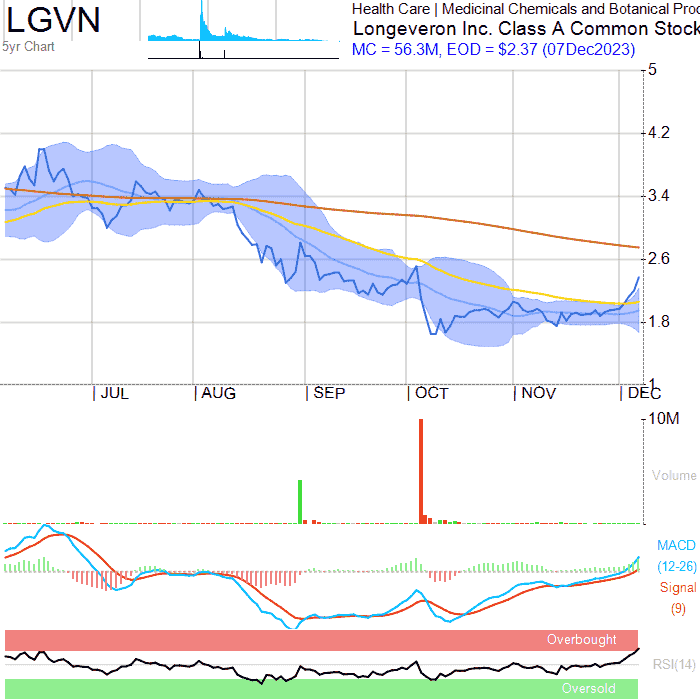 LGVN
5yr Chart
Health Care | Medicinal Chemicals and Botanical Proc
Longeveron Inc. Class A Common Stock
MC = 56.3M, EOD = $2.37 (07Dec2023)
5
4.2
3.4
2.6
1.8
1
JUL AUG SEP OCT NOV DEC
10M
Volume
MACD
(12-26)
Signal
(9)
Overbought
RSI(14)
Oversold